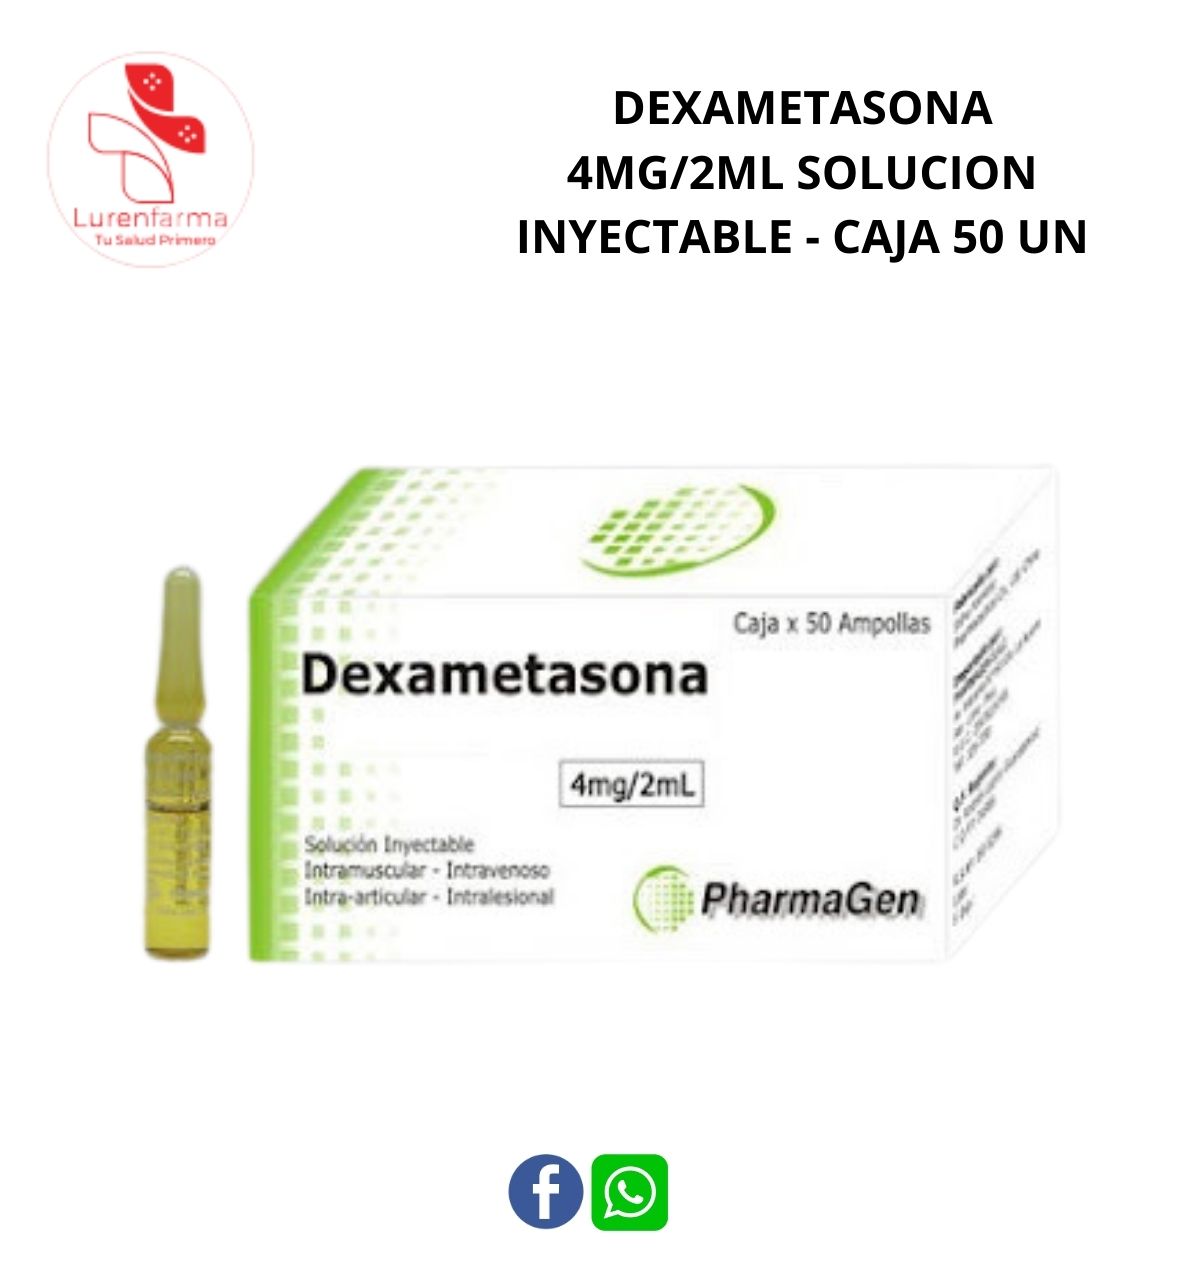 Lurenfarma
Tu Salud Primero
DEXAMETASONA
4MG/2ML SOLUCION
INYECTABLE - CAJA 50 UN
Caja x 50 Ampollas
Dexametasona
4mg/2mL
Solución Inyectable
Intramuscular - Intravenoso
Intra-articular - Intralesional
PharmaGen